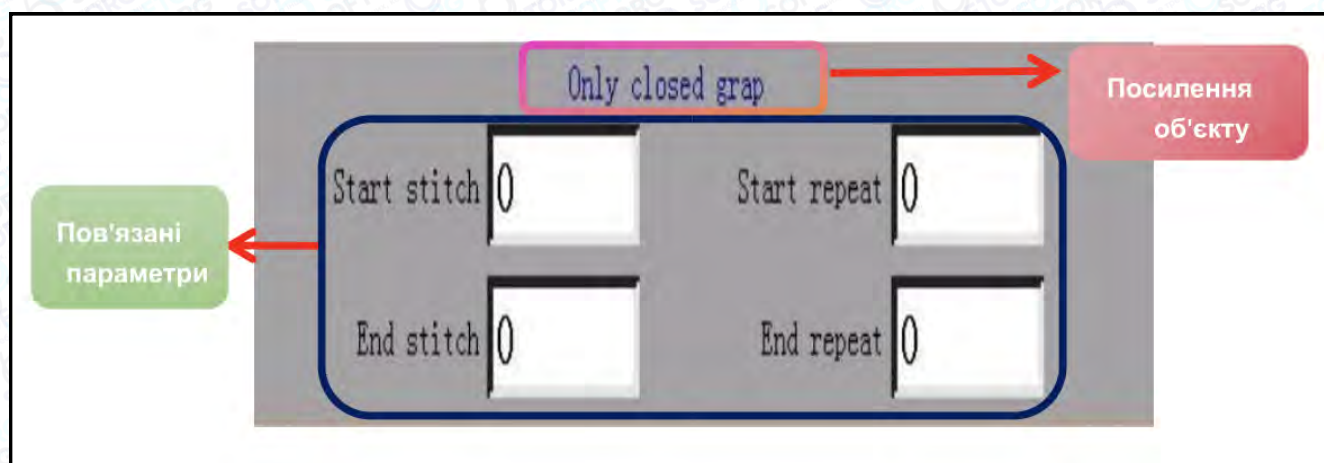 Only closed grap
Посилення
об'єкту
Start stitch 0
Start repeat 0
Пов'язані
параметри
End stitch 0
End repeat 0